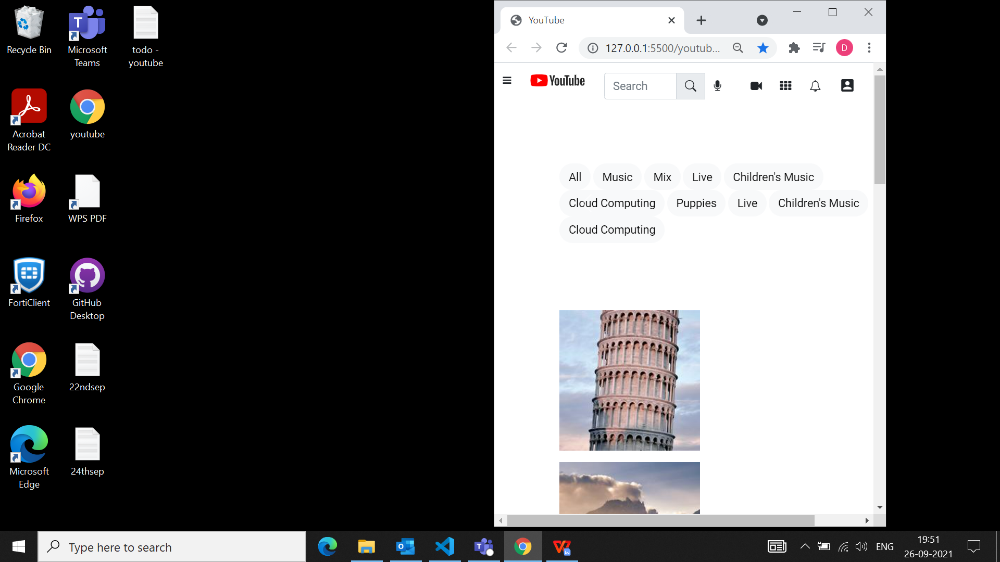 Recycle Bin
Microsoft
Teams
todo -
youtube
Acrobat
Reader DC
youtube
Firefox
WPS PDF
FortiClient
GitHub
Desktop
Google
Chrome
22ndsep
Microsoft
Edge
24thsep
YouTube
127.0.0.1:5500/youtub...
D
YouTube
Search
All
Music
Mix
Live
Children's Music
Cloud Computing
Puppies
Live
Children's Music
Cloud Computing
Type here to search
ENG
19:51
26-09-2021